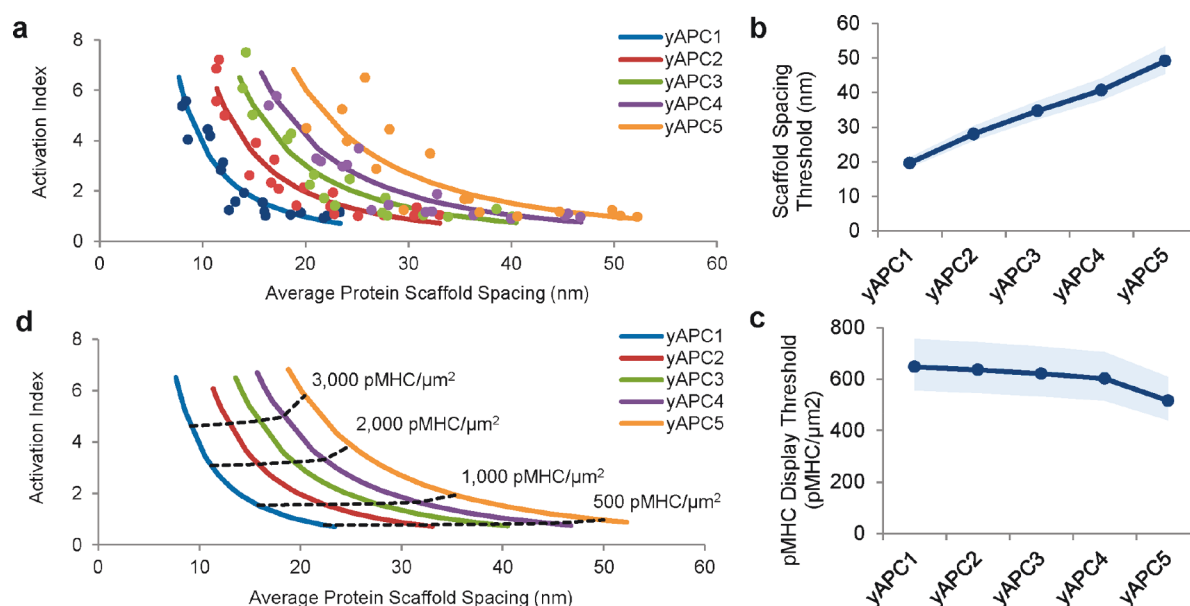 a
Activation Index
8
6
4
2
0
0 10 20 30 40 50 60
Average Protein Scaffold Spacing (nm)
yAPC1
yAPC2
yAPC3
yAPC4
yAPC5
b
Scaffold Spacing
Threshold (nm)
60
50
40
30
20
10
0
yAPC1 yAPC2 yAPC3 yAPC4 yAPC5
d
Activation Index
8
6
4
2
0
0 10 20 30 40 50 60
Average Protein Scaffold Spacing (nm)
yAPC1
yAPC2
yAPC3
yAPC4
yAPC5
3,000 pMHC/µm²
2,000 pMHC/µm²
1,000 pMHC/µm²
500 pMHC/µm²
c
pMHC Display Threshold
(pMHC/µm2)
800
600
400
200
0
yAPC1 yAPC2 yAPC3 yAPC4 yAPC5